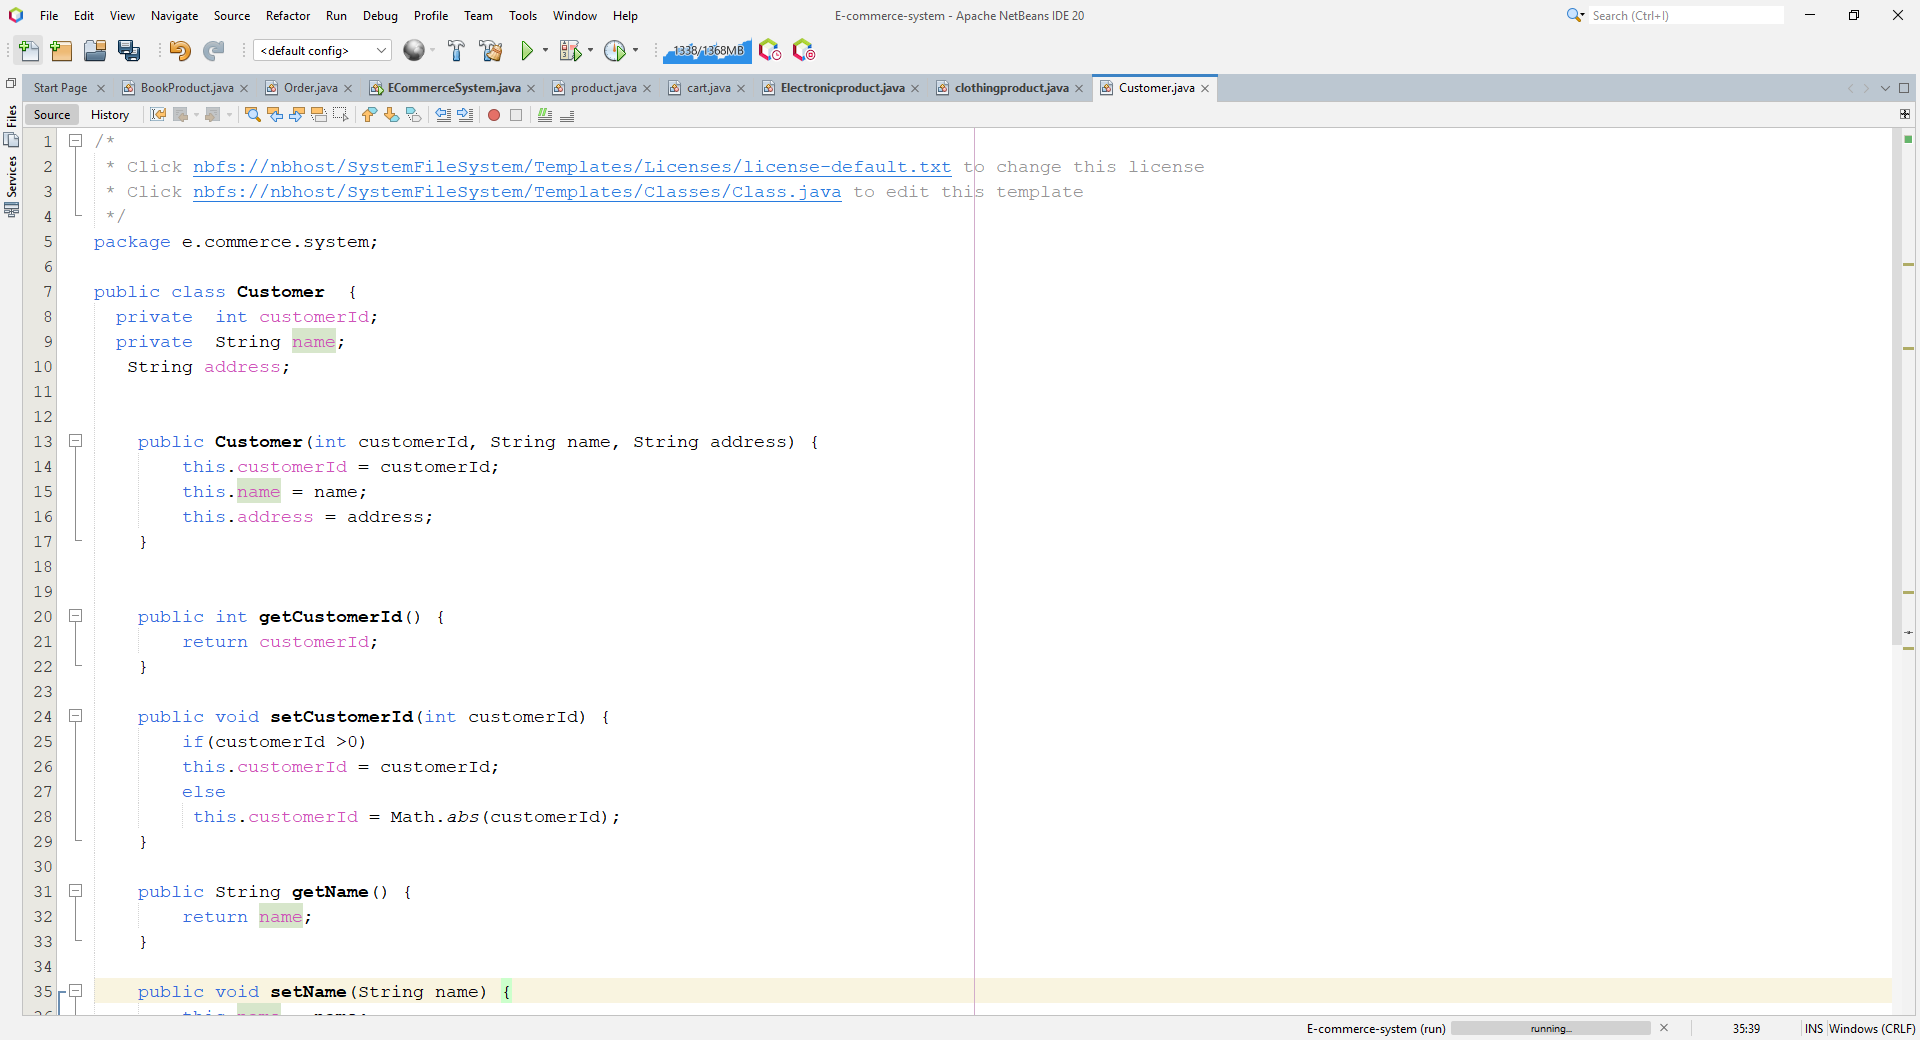 File Edit View Navigate Source Refactor Run Debug Profile Team Tools Window Help E-commerce-system - Apache NetBeans IDE 20 Search (Ctrl+I)
<default config> 1338/1368MB
Start Page BookProduct.java Order.java ECommerceSystem.java product.java cart.java Electronicproduct.java clothingproduct.java Customer.java
Source History
Files
Services
1 /*
2 * Click nbfs://nbhost/SystemFileSystem/Templates/Licenses/license-default.txt to change this license
3 * Click nbfs://nbhost/SystemFileSystem/Templates/Classes/Class.java to edit this template
4 */
5 package e.commerce.system;
6
7 public class Customer {
8 private int customerId;
9 private String name;
10 String address;
11
12
13 public Customer(int customerId, String name, String address) {
14 this.customerId = customerId;
15 this.name = name;
16 this.address = address;
17 }
18
19
20 public int getCustomerId() {
21 return customerId;
22 }
23
24 public void setCustomerId(int customerId) {
25 if(customerId >0)
26 this.customerId = customerId;
27 else
28 this.customerId = Math.abs(customerId);
29 }
30
31 public String getName() {
32 return name;
33 }
34
35 public void setName(String name) {
36 this.name = name;
E-commerce-system (run) running... 35:39 INS Windows (CRLF)